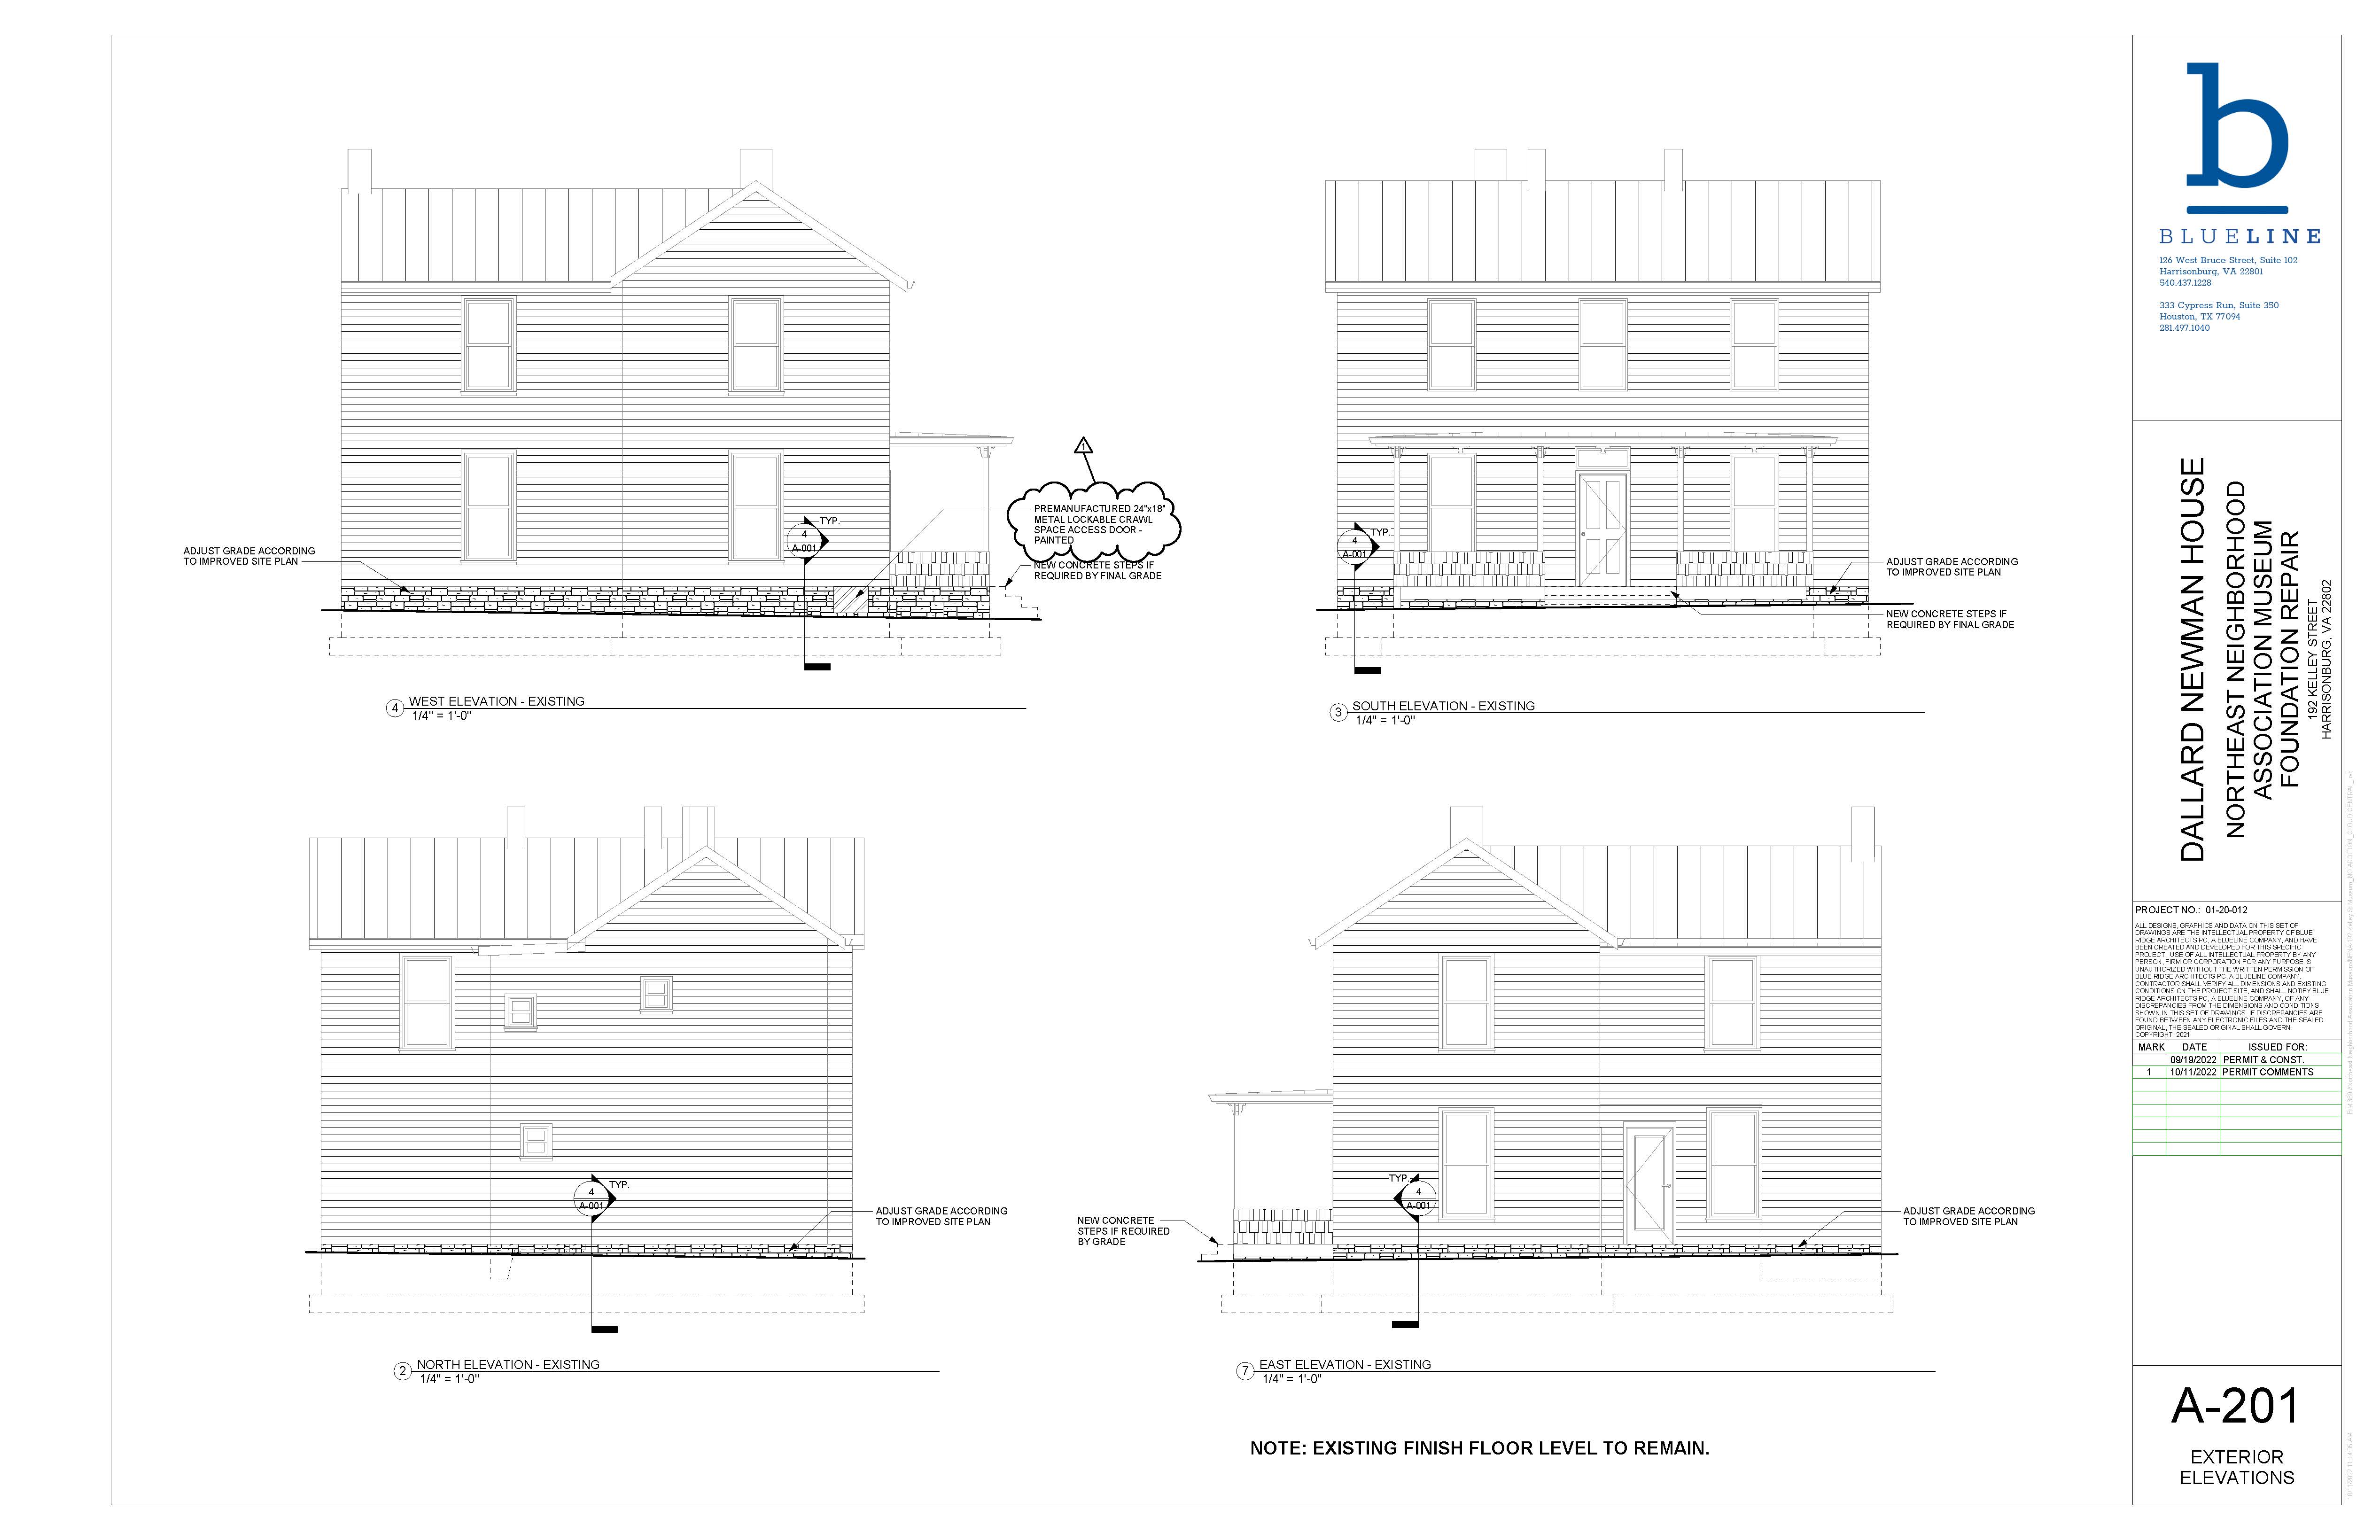 ADJUST GRADE ACCORDING
TO IMPROVED SITE PLAN
TYP.
4
A-001
1
PREMANUFACTURED 24"x18"
METAL LOCKABLE CRAWL
SPACE ACCESS DOOR -
PAINTED
NEW CONCRETE STEPS IF
REQUIRED BY FINAL GRADE
4
WEST ELEVATION - EXISTING
1/4" = 1'-0"
TYP.
4
A-001
ADJUST GRADE ACCORDING
TO IMPROVED SITE PLAN
NEW CONCRETE STEPS IF
REQUIRED BY FINAL GRADE
3
SOUTH ELEVATION - EXISTING
1/4" = 1'-0"
TYP.
4
A-001
ADJUST GRADE ACCORDING
TO IMPROVED SITE PLAN
2
NORTH ELEVATION - EXISTING
1/4" = 1'-0"
NEW CONCRETE
STEPS IF REQUIRED
BY GRADE
TYP.
4
A-001
ADJUST GRADE ACCORDING
TO IMPROVED SITE PLAN
7
EAST ELEVATION - EXISTING
1/4" = 1'-0"
NOTE: EXISTING FINISH FLOOR LEVEL TO REMAIN.
b
BLUELINE
126 West Bruce Street, Suite 102
Harrisonburg, VA 22801
540.437.1228
333 Cypress Run, Suite 350
Houston, TX 77094
281.497.1040
DALLARD NEWMAN HOUSE
NORTHEAST NEIGHBORHOOD
ASSOCIATION MUSEUM
FOUNDATION REPAIR
192 KELLEY STREET
HARRISONBURG, VA 22802
PROJECT NO.: 01-20-012
ALL DESIGNS, GRAPHICS AND DATA ON THIS SET OF
DRAWINGS ARE THE INTELLECTUAL PROPERTY OF BLUE
RIDGE ARCHITECTS PC, A BLUELINE COMPANY, AND HAVE
BEEN CREATED AND DEVELOPED FOR THIS SPECIFIC
PROJECT. USE OF ALL INTELLECTUAL PROPERTY BY ANY
PERSON, FIRM OR CORPORATION FOR ANY PURPOSE IS
UNAUTHORIZED WITHOUT THE WRITTEN PERMISSION OF
BLUE RIDGE ARCHITECTS PC, A BLUELINE COMPANY.
CONTRACTOR SHALL VERIFY ALL DIMENSIONS AND EXISTING
CONDITIONS ON THE PROJECT SITE, AND SHALL NOTIFY BLUE
RIDGE ARCHITECTS PC, A BLUELINE COMPANY, OF ANY
DISCREPANCIES FROM THE DIMENSIONS AND CONDITIONS
SHOWN IN THIS SET OF DRAWINGS. IF DISCREPANCIES ARE
FOUND BETWEEN ANY ELECTRONIC FILES AND THE SEALED
ORIGINAL, THE SEALED ORIGINAL SHALL GOVERN.
COPYRIGHT 2021
MARK DATE ISSUED FOR:
09/19/2022 PERMIT & CONST.
1 10/11/2022 PERMIT COMMENTS
A-201
EXTERIOR
ELEVATIONS